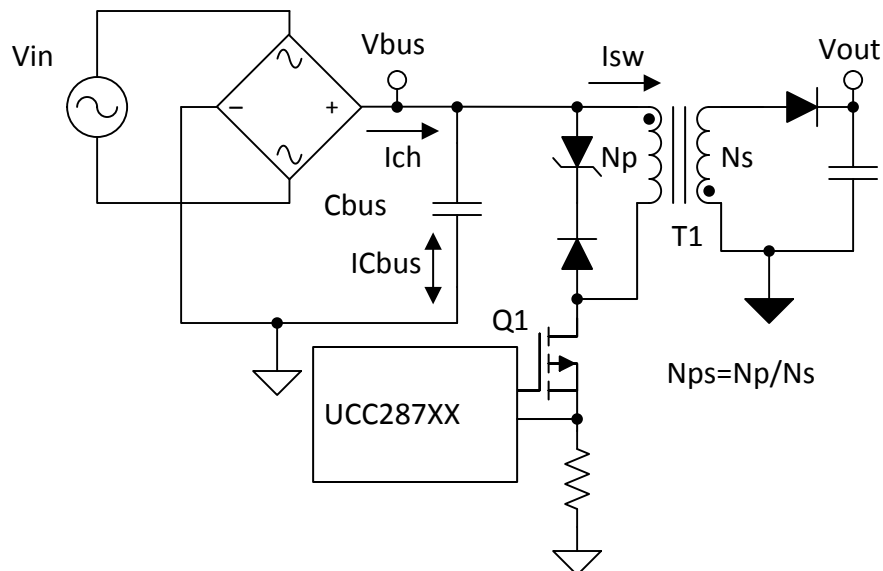 Vin
Vbus
Isw
Vout
−
+
Ich
Np
Ns
Cbus
T1
ICbus
Q1
Nps=Np/Ns
UCC287XX